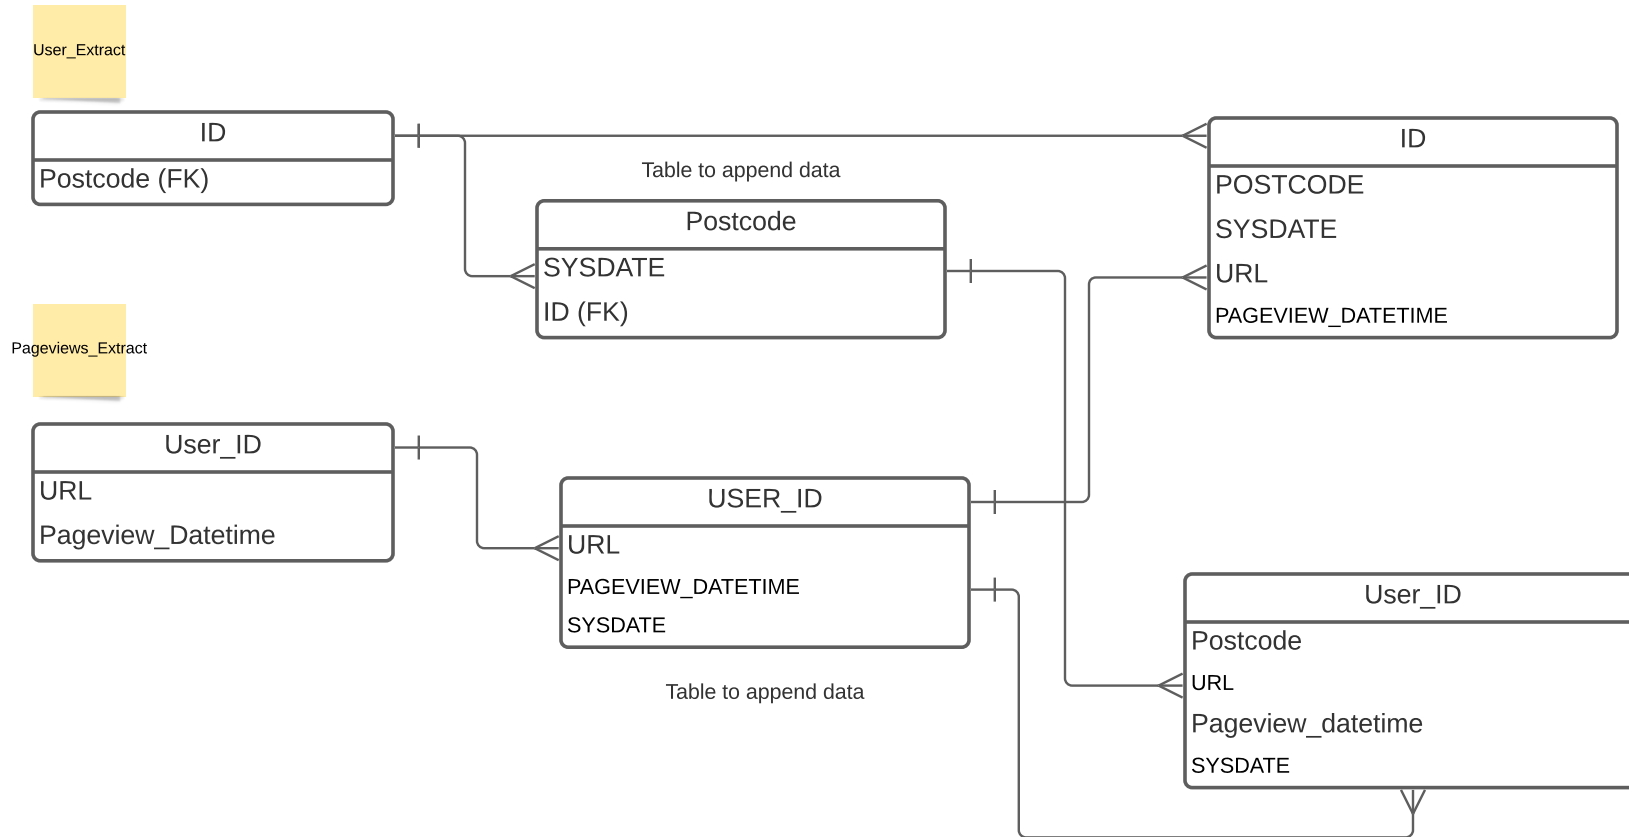 User_Extract
ID
Postcode (FK)
Table to append data
Postcode
SYSDATE
ID (FK)
ID
POSTCODE
SYSDATE
URL
PAGEVIEW_DATETIME
Pageviews_Extract
User_ID
URL
Pageview_Datetime
USER_ID
URL
PAGEVIEW_DATETIME
SYSDATE
Table to append data
User_ID
Postcode
URL
Pageview_datetime
SYSDATE